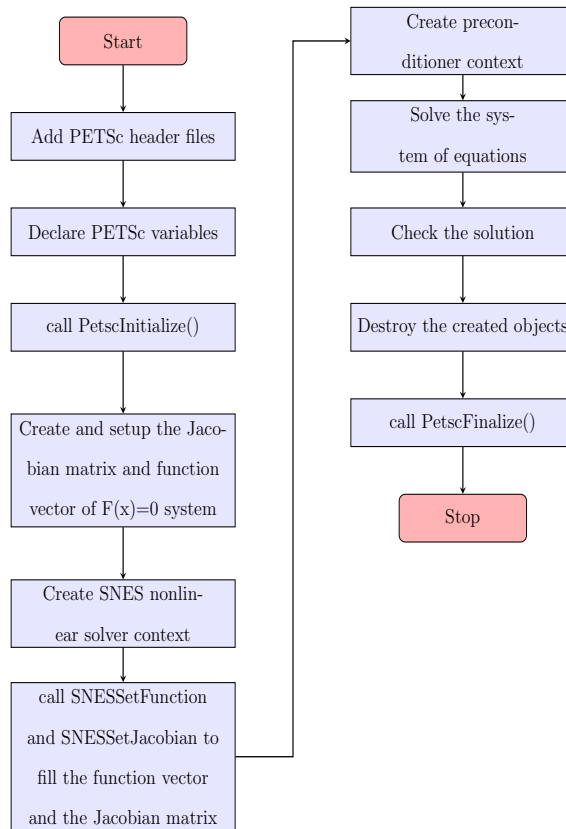 Start
Add PETSc header files
Declare PETSc variables
call PetscInitialize()
Create and setup the Jaco-
bian matrix and function
vector of F(x)=0 system
Create SNES nonlin-
ear solver context
call SNESSetFunction
and SNESSetJacobian to
fill the function vector
and the Jacobian matrix
Create precon-
ditioner context
Solve the sys-
tem of equations
Check the solution
Destroy the created objects
call PetscFinalize()
Stop